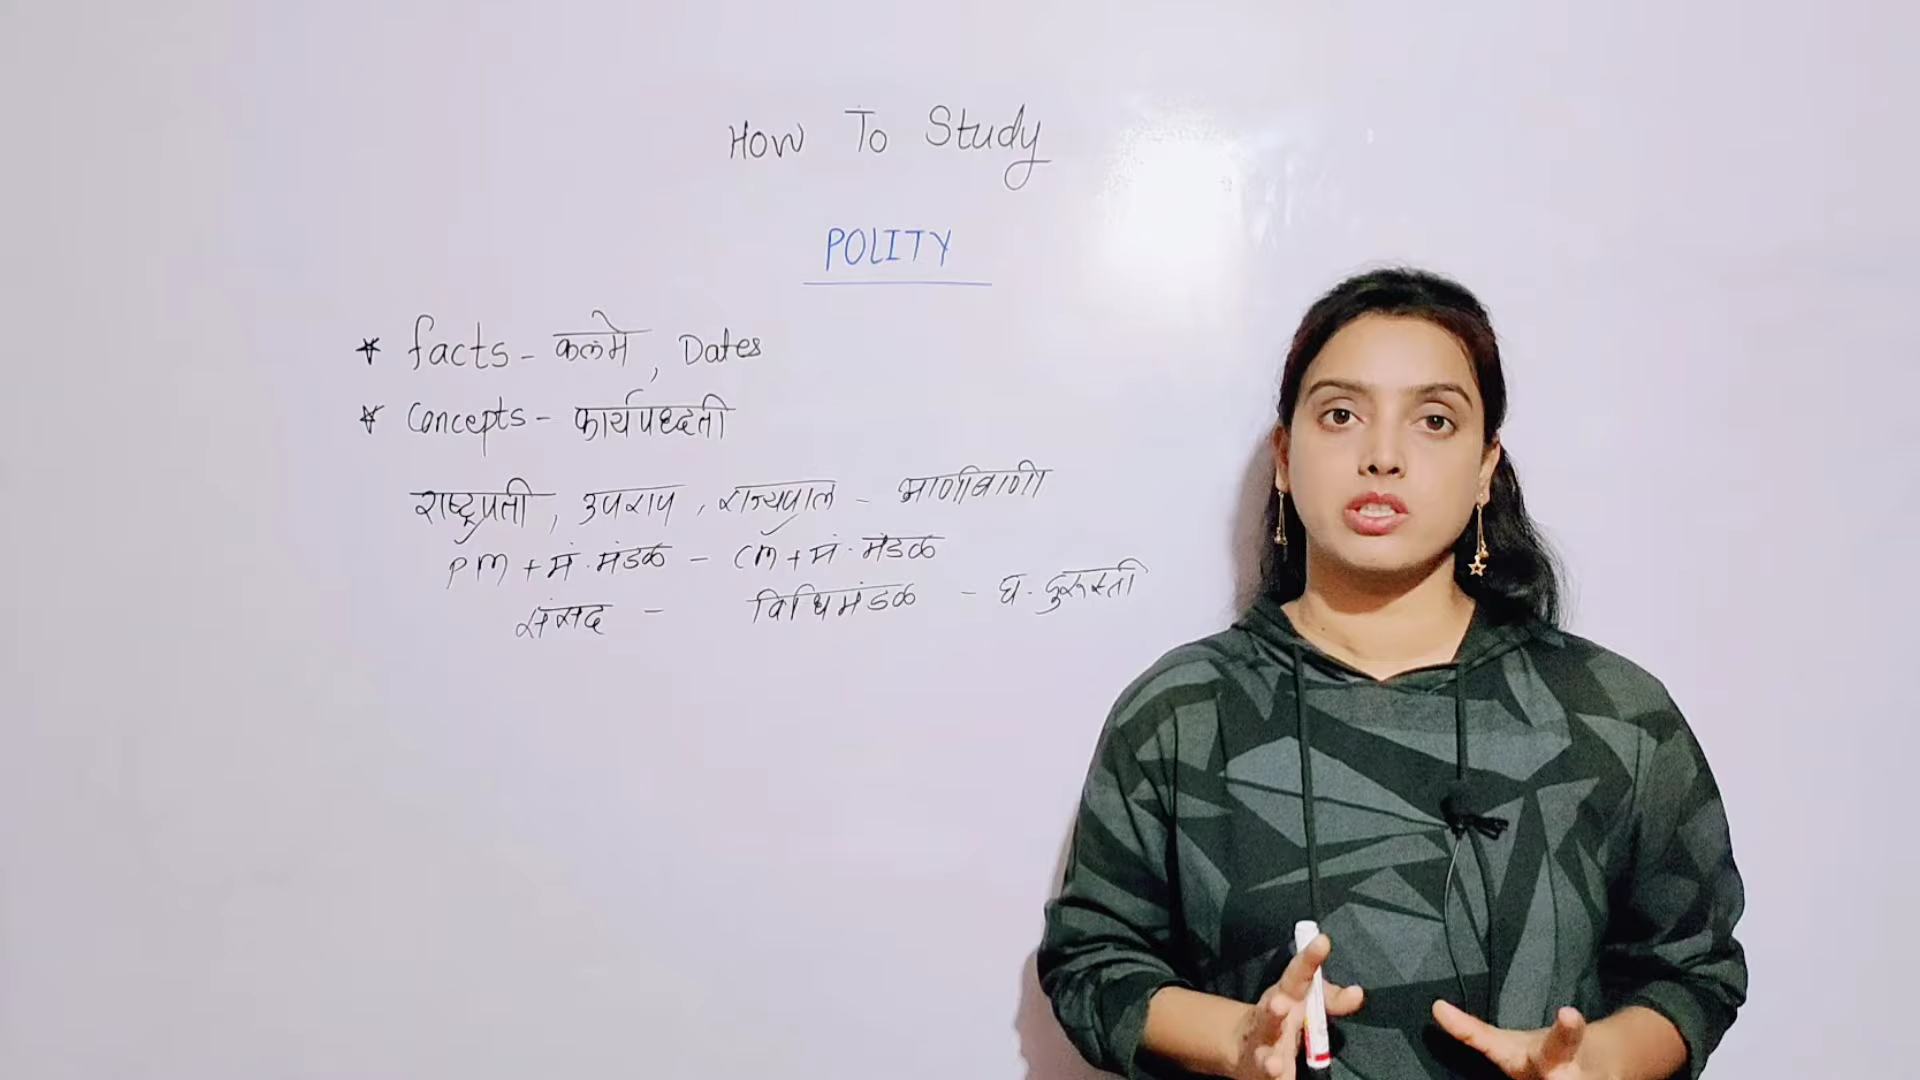 How To Study
POLITY
* facts - कलमे, Dates
* Concepts - कार्यपध्दती
राष्ट्रपती, उपराप, राज्यपाल - आणीबाणी
PM + मं. मंडळ - CM + मं. मंडळ
संसद - विधिमंडळ - घ. दुरुस्ती